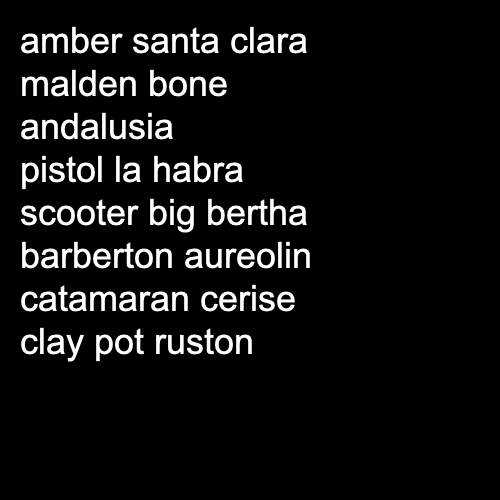 amber santa clara
malden bone
andalusia
pistol la habra
scooter big bertha
barberton aureolin
catamaran cerise
clay pot ruston